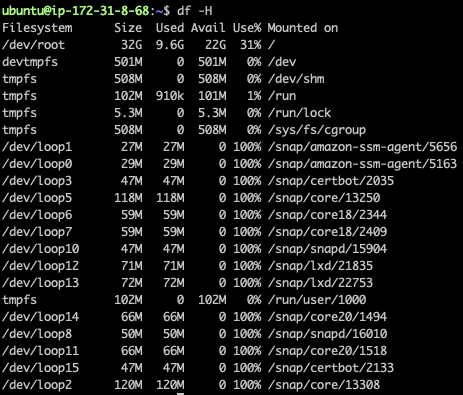 ubuntu@ip-172-31-8-68:~$ df -H
Filesystem      Size  Used Avail Use% Mounted on
/dev/root        32G  9.6G   22G  31% /
devtmpfs        501M     0  501M   0% /dev
tmpfs           508M     0  508M   0% /dev/shm
tmpfs           102M  910k  101M   1% /run
tmpfs           5.3M     0  5.3M   0% /run/lock
tmpfs           508M     0  508M   0% /sys/fs/cgroup
/dev/loop1       27M   27M     0 100% /snap/amazon-ssm-agent/5656
/dev/loop0       29M   29M     0 100% /snap/amazon-ssm-agent/5163
/dev/loop3       47M   47M     0 100% /snap/certbot/2035
/dev/loop5      118M  118M     0 100% /snap/core/13250
/dev/loop6       59M   59M     0 100% /snap/core18/2344
/dev/loop7       59M   59M     0 100% /snap/core18/2409
/dev/loop10      47M   47M     0 100% /snap/snapd/15904
/dev/loop12      71M   71M     0 100% /snap/lxd/21835
/dev/loop13      72M   72M     0 100% /snap/lxd/22753
tmpfs           102M     0  102M   0% /run/user/1000
/dev/loop14      66M   66M     0 100% /snap/core20/1494
/dev/loop8       50M   50M     0 100% /snap/snapd/16010
/dev/loop11      66M   66M     0 100% /snap/core20/1518
/dev/loop15      47M   47M     0 100% /snap/certbot/2133
/dev/loop2      120M  120M     0 100% /snap/core/13308